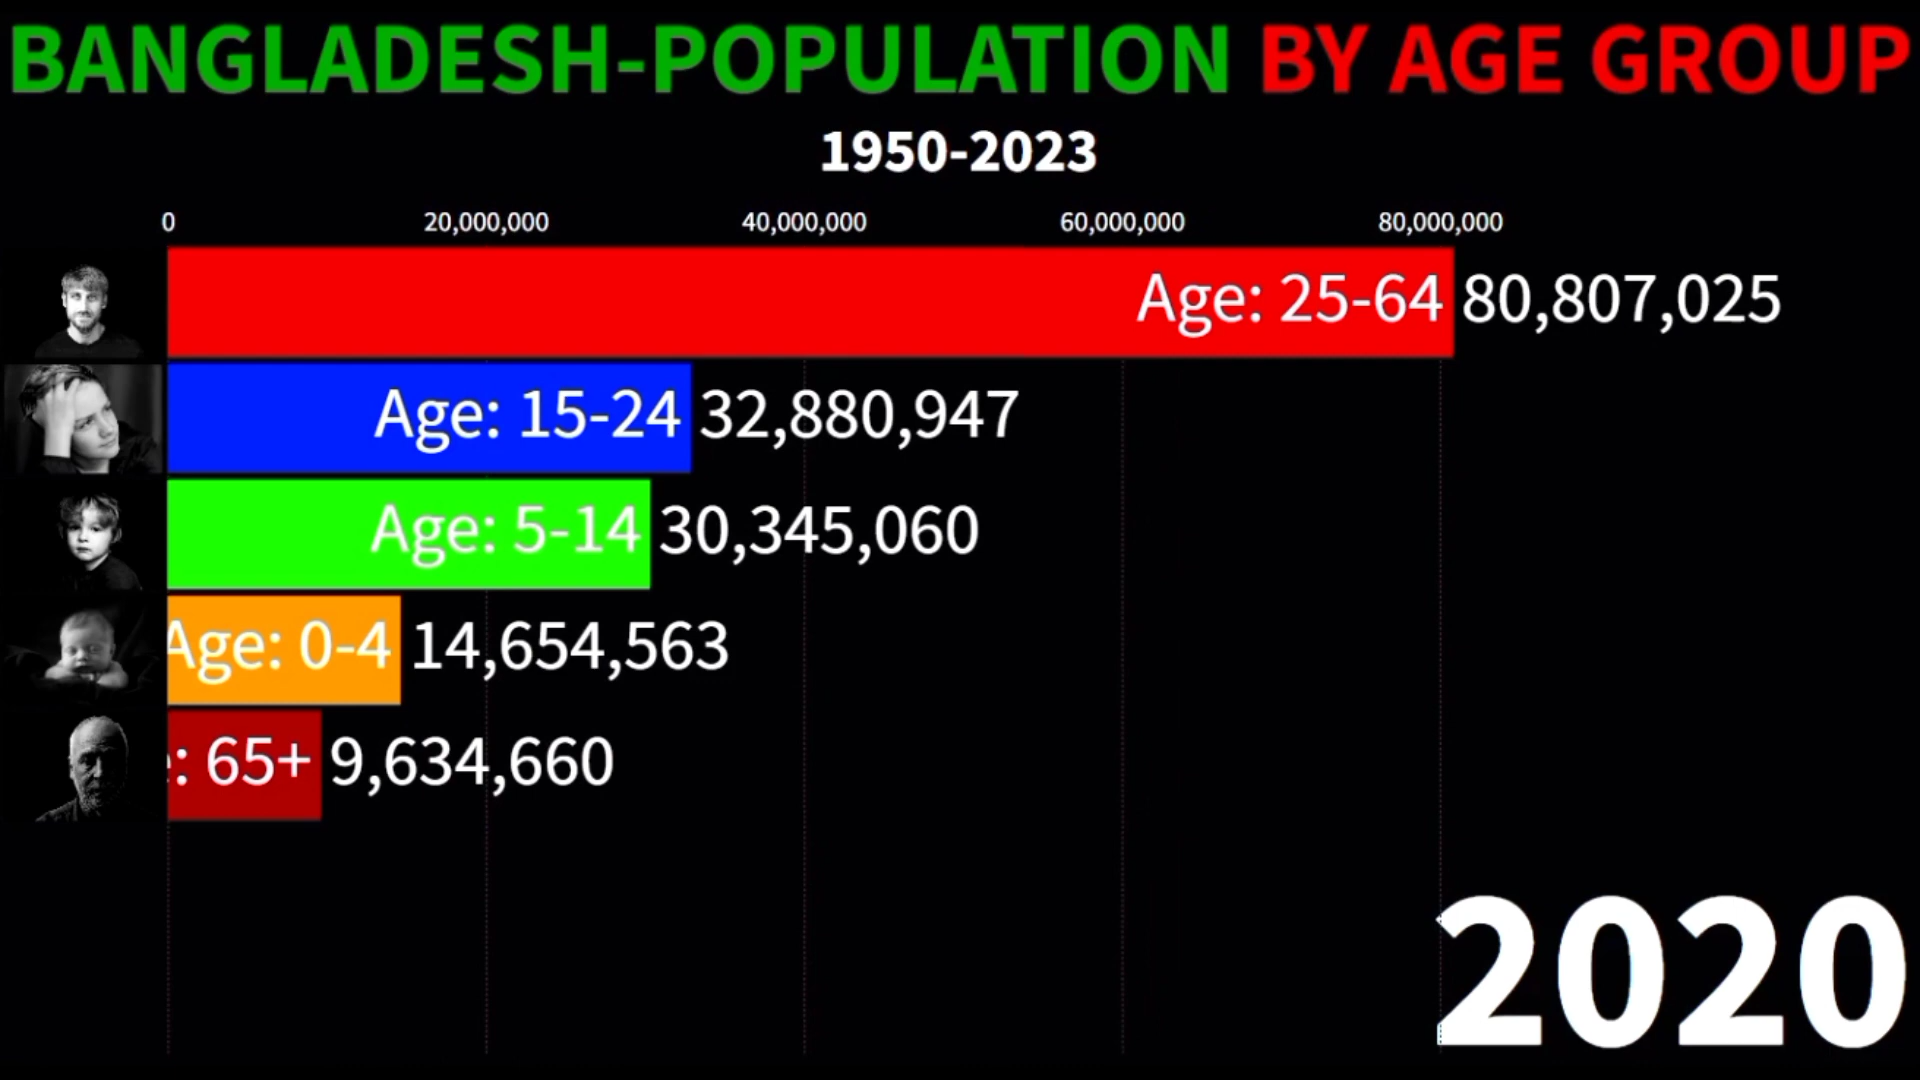 BANGLADESH-POPULATION BY AGE GROUP
1950-2023
0 20,000,000 40,000,000 60,000,000 80,000,000
Age: 25-64 80,807,025
Age: 15-24 32,880,947
Age: 5-14 30,345,060
Age: 0-4 14,654,563
e: 65+ 9,634,660
2020